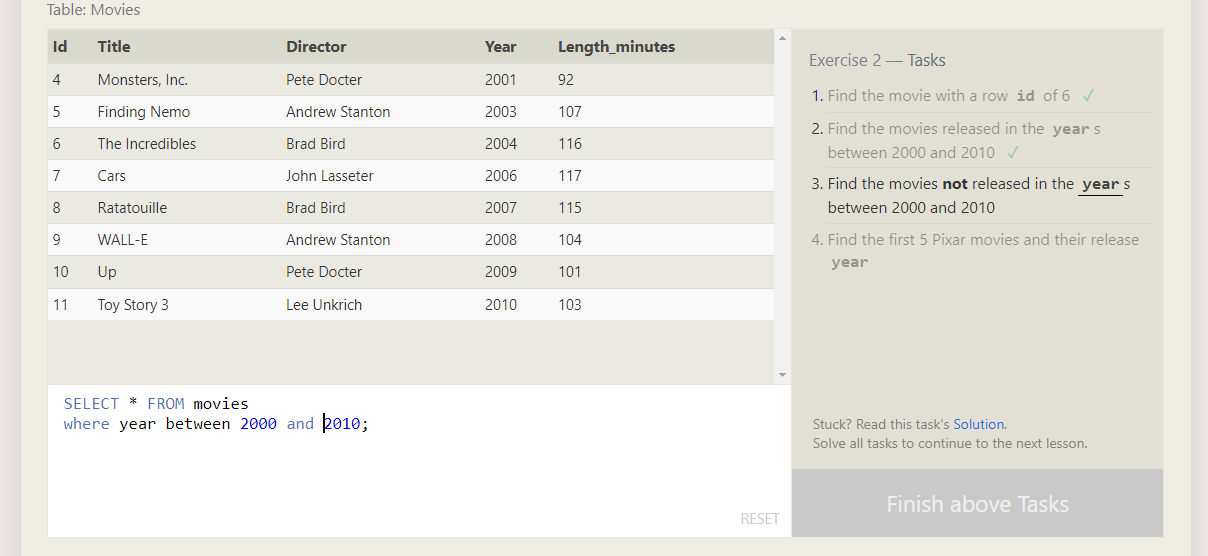 Table: Movies
Id Title Director Year Length_minutes
4 Monsters, Inc. Pete Docter 2001 92
5 Finding Nemo Andrew Stanton 2003 107
6 The Incredibles Brad Bird 2004 116
7 Cars John Lasseter 2006 117
8 Ratatouille Brad Bird 2007 115
9 WALL-E Andrew Stanton 2008 104
10 Up Pete Docter 2009 101
11 Toy Story 3 Lee Unkrich 2010 103
SELECT * FROM movies
where year between 2000 and 2010;
RESET
Exercise 2 — Tasks
1. Find the movie with a row id of 6 ✓
2. Find the movies released in the year s
between 2000 and 2010 ✓
3. Find the movies not released in the year s
between 2000 and 2010
4. Find the first 5 Pixar movies and their release
year
Stuck? Read this task's Solution.
Solve all tasks to continue to the next lesson.
Finish above Tasks